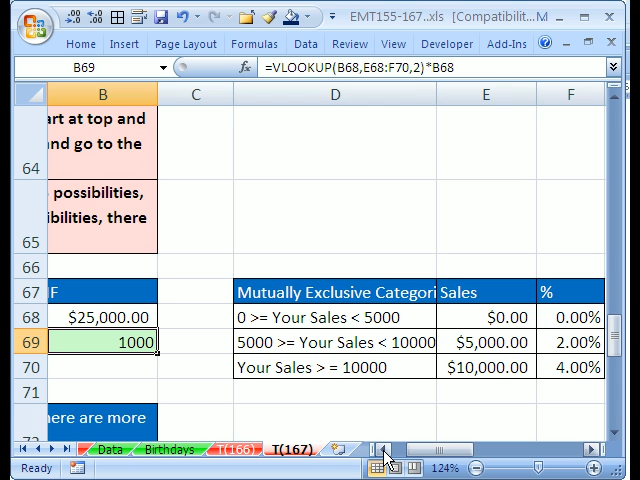 EMT155-167..xls [Compatibilit... M
Home Insert Page Layout Formulas Data Review View Developer Add-Ins
B69 fx =VLOOKUP(B68,E68:F70,2)*B68
B C D E F
art at top and
and go to the
64
possibilities,
ibilities, there
65
66
67 IF Mutually Exclusive Categori Sales %
68 $25,000.00 0 >= Your Sales < 5000 $0.00 0.00%
69 1000 5000 >= Your Sales < 10000 $5,000.00 2.00%
70 Your Sales > = 10000 $10,000.00 4.00%
71
here are more
72
Data Birthdays T(166) T(167)
Ready 124%